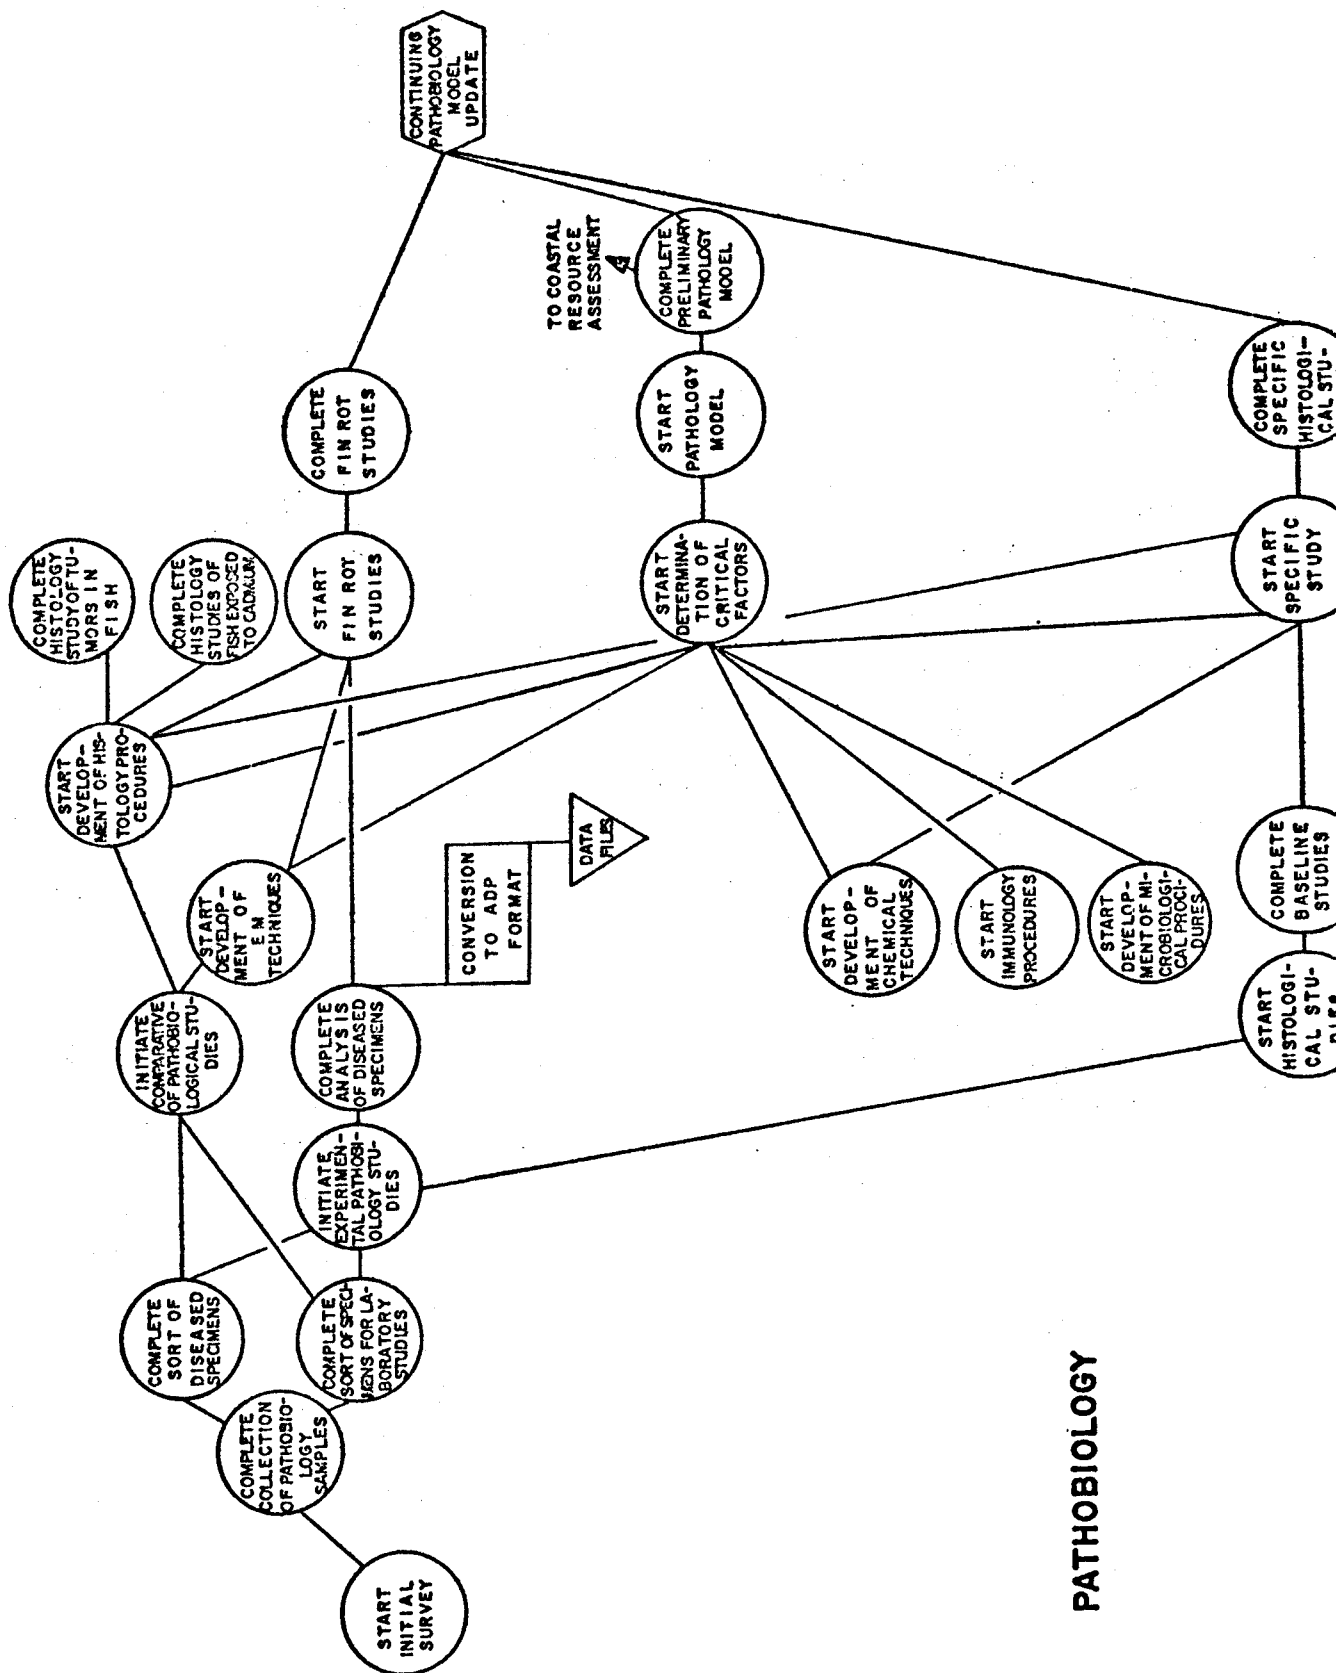 START
INITIAL
SURVEY
COMPLETE
COLLECTION
OF PATHOBIO-
LOGY
SAMPLES
COMPLETE
SORT OF
DISEASED
SPECIMENS
COMPLETE
SORT OF SPECI-
MENS FOR LA-
BORATORY
STUDIES
INITIATE
COMPARATIVE
OF PATHOBIO-
LOGICAL STU-
DIES
INITIATE
EXPERIMEN-
TAL PATHOBI-
OLOGY STU-
DIES
COMPLETE
ANALYSIS
OF DISEASED
SPECIMENS
START
DEVELOP-
MENT OF HIS-
TOLOGY PRO-
CEDURES
START
DEVELOP-
MENT OF
EM
TECHNIQUES
CONVERSION
TO ADP
FORMAT
DATA
FILES
COMPLETE
HISTOLOGY
STUDY OF TU-
MORS IN
FISH
COMPLETE
HISTOLOGY
STUDIES OF
FISH EXPOSED
TO CADMIUM
START
FIN ROT
STUDIES
COMPLETE
FIN ROT
STUDIES
CONTINUING
PATHOBIOLOGY
MODEL
UPDATE
TO COASTAL
RESOURCE
ASSESSMENT
COMPLETE
PRELIMINARY
PATHOLOGY
MODEL
START
PATHOLOGY
MODEL
START
DETERMINA-
TION OF
CRITICAL
FACTORS
START
DEVELOP-
MENT OF
CHEMICAL
TECHNIQUES
START
IMMUNOLOGY
PROCEDURES
START
DEVELOP-
MENT OF MI-
CROBIOLOGI-
CAL PROCI-
DURES
START
HISTOLOGI-
CAL STU-
DIES
COMPLETE
BASELINE
STUDIES
START
SPECIFIC
STUDY
COMPLETE
SPECIFIC
HISTOLOGI-
CAL STU-
PATHOBIOLOGY